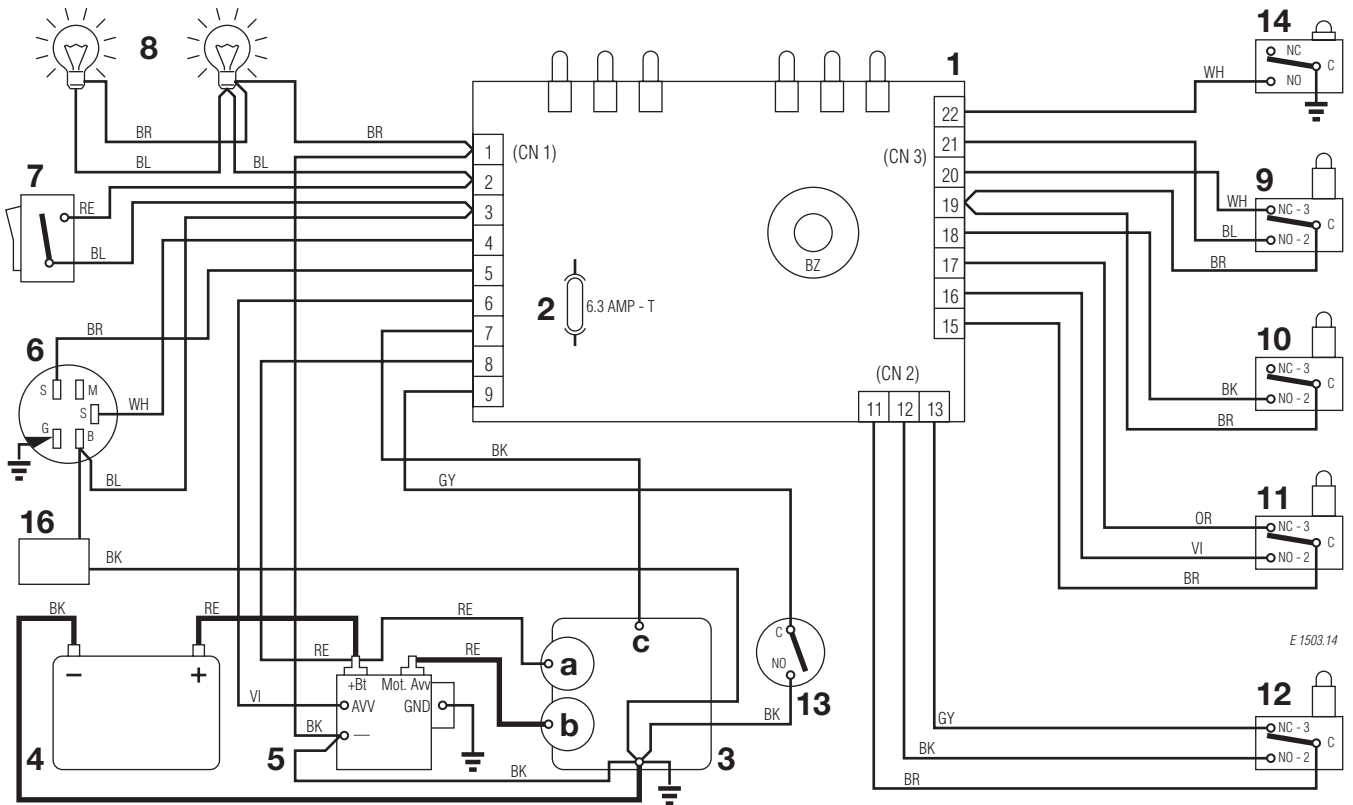 8
1
14
NC
C
NO
WH
BR
BR
BL
BL
1
(CN 1)
2
3
4
5
6
7
8
9
22
21
(CN 3)
20
19
18
17
16
15
BZ
2
6.3 AMP - T
(CN 2)
11
12
13
7
RE
BL
9
WH
NC - 3
C
BL
NO - 2
BR
6
BR
S
M
S
WH
G
B
BL
10
NC - 3
C
BK
NO - 2
BR
BK
GY
11
OR
NC - 3
C
VI
NO - 2
BR
16
BK
BK
RE
−
+
4
RE
RE
RE
+Bt
Mot. Avv
VI
AVV
GND
BK
—
5
BK
a
b
c
3
C
NO
13
BK
E 1503.14
12
GY
NC - 3
C
BK
NO - 2
BR